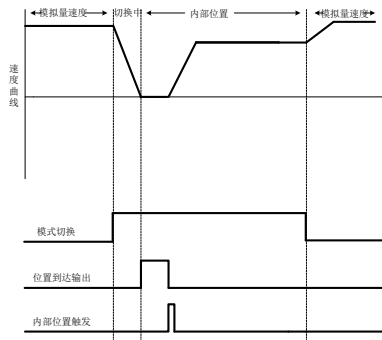 模拟量速度
切换中
内部位置
模拟量速度
速度曲线
模式切换
位置到达输出
内部位置触发